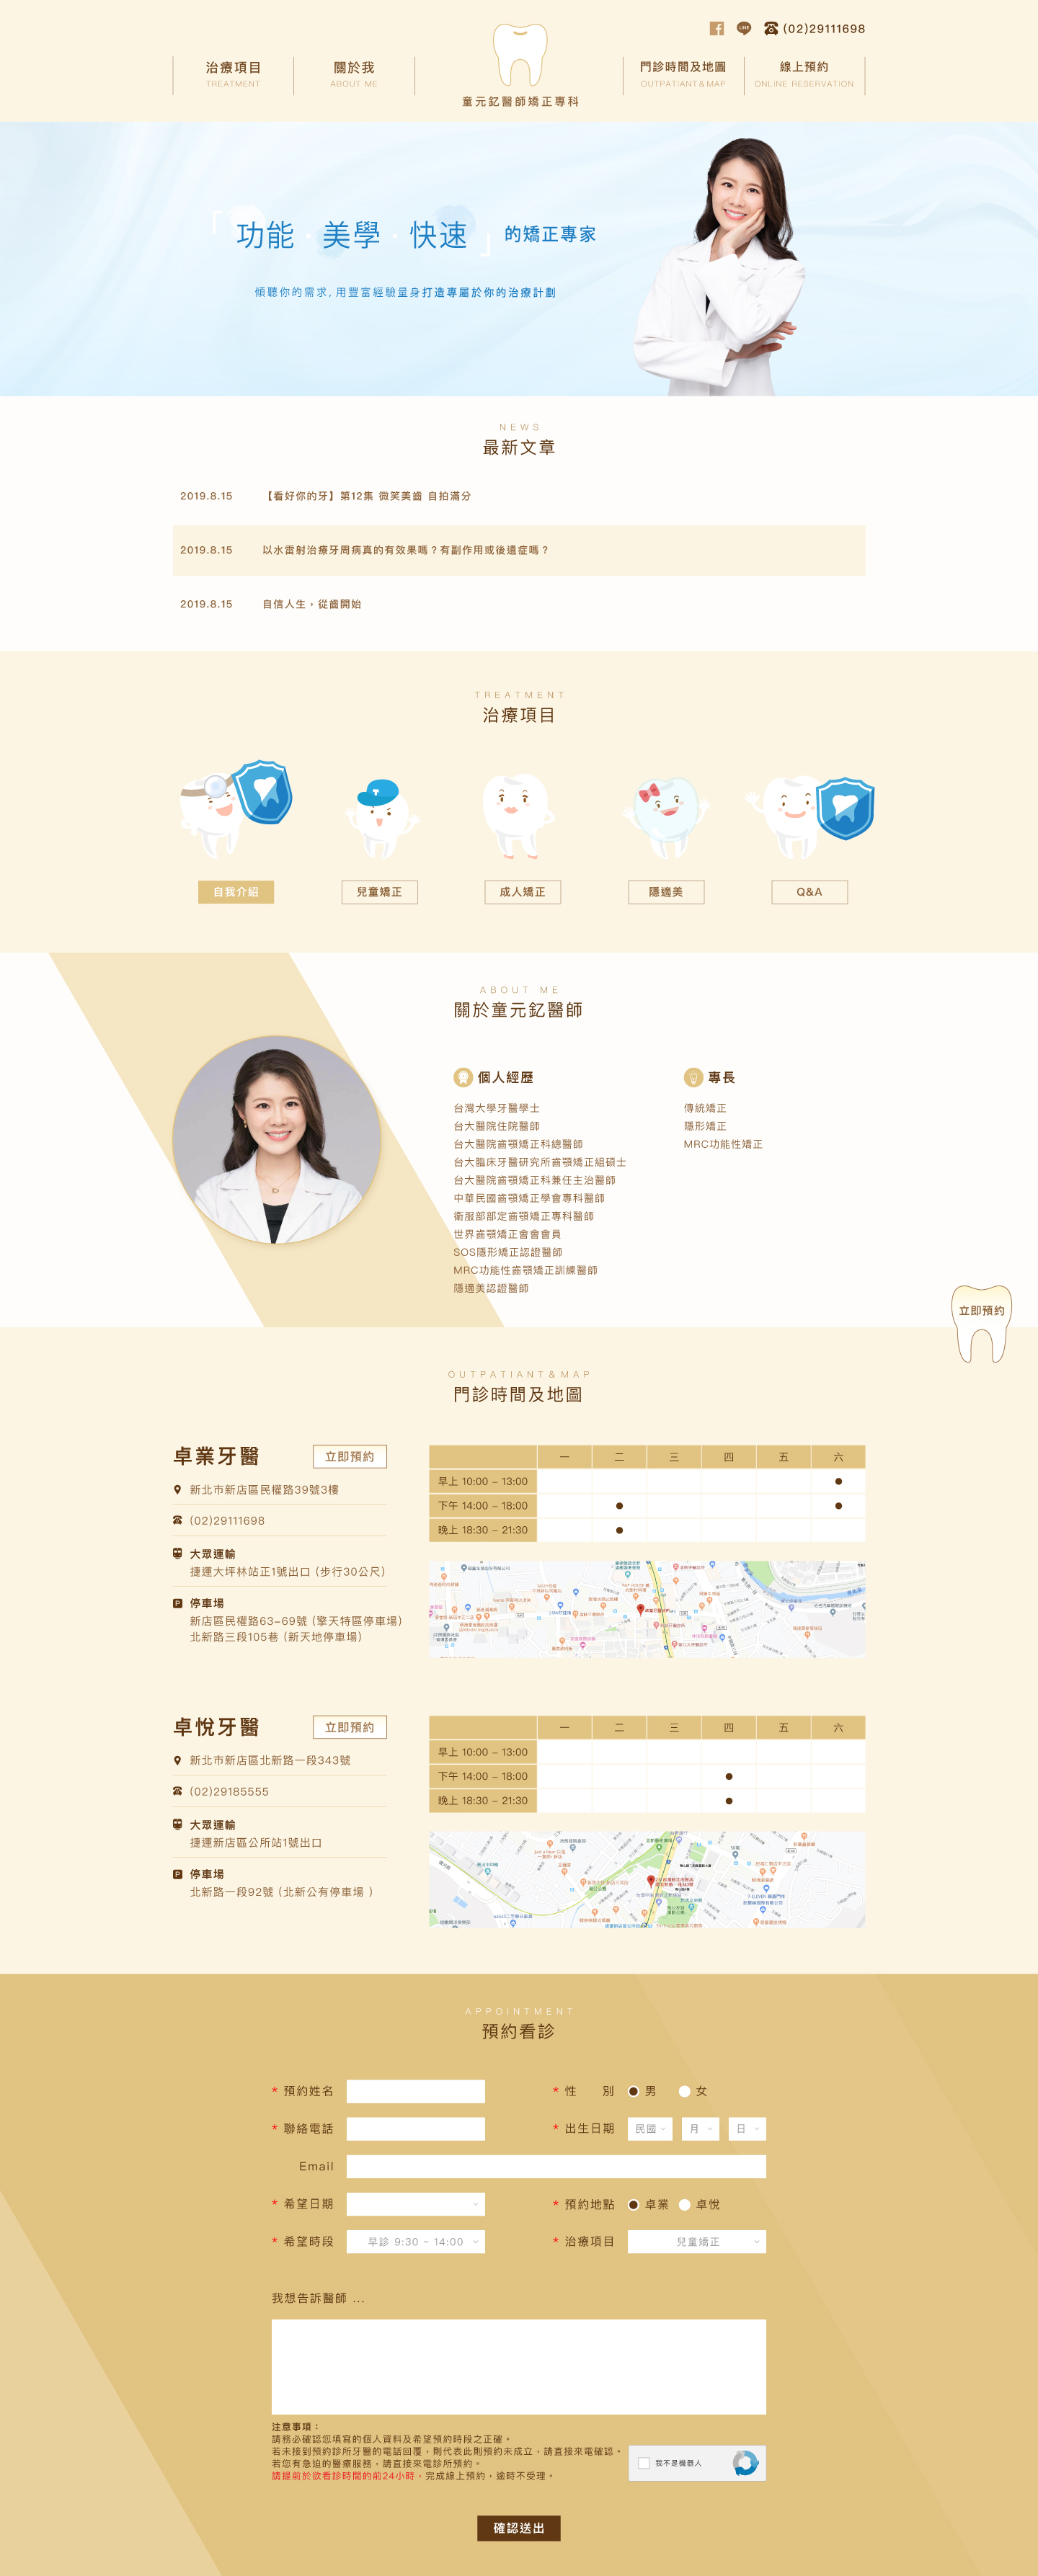 LINE
(02)29111698
治療項目
TREATMENT
關於我
ABOUT ME
童元釔醫師矯正專科
門診時間及地圖
OUTPATIANT&MAP
線上預約
ONLINE RESERVATION
「功能·美學·快速」的矯正專家
傾聽你的需求,用豐富經驗量身打造專屬於你的治療計劃
NEWS
最新文章
2019.8.15 【看好你的牙】第12集 微笑美齒 自拍滿分
2019.8.15 以水雷射治療牙周病真的有效果嗎？有副作用或後遺症嗎？
2019.8.15 自信人生，從齒開始
TREATMENT
治療項目
自我介紹
兒童矯正
成人矯正
隱適美
Q&A
ABOUT ME
關於童元釔醫師
個人經歷
台灣大學牙醫學士
台大醫院住院醫師
台大醫院齒顎矯正科總醫師
台大臨床牙醫研究所齒顎矯正組碩士
台大醫院齒顎矯正科兼任主治醫師
中華民國齒顎矯正學會專科醫師
衛服部部定齒顎矯正專科醫師
世界齒顎矯正會會會員
SOS隱形矯正認證醫師
MRC功能性齒顎矯正訓練醫師
隱適美認證醫師
專長
傳統矯正
隱形矯正
MRC功能性矯正
立即預約
OUTPATIANT&MAP
門診時間及地圖
卓業牙醫
立即預約
新北市新店區民權路39號3樓
(02)29111698
大眾運輸
捷運大坪林站正1號出口 (步行30公尺)
P 停車場
新店區民權路63-69號 (擎天特區停車場)
北新路三段105巷 (新天地停車場)
一 二 三 四 五 六
早上 10:00 - 13:00 ●
下午 14:00 - 18:00 ● ●
晚上 18:30 - 21:30 ●
卓悅牙醫
立即預約
新北市新店區北新路一段343號
(02)29185555
大眾運輸
捷運新店區公所站1號出口
P 停車場
北新路一段92號 (北新公有停車場 )
一 二 三 四 五 六
早上 10:00 - 13:00
下午 14:00 - 18:00 ●
晚上 18:30 - 21:30 ●
APPOINTMENT
預約看診
* 預約姓名
* 性 別 男 女
* 聯絡電話
* 出生日期 民國 月 日
Email
* 希望日期
* 預約地點 卓業 卓悅
* 希望時段 早診 9:30 ~ 14:00
* 治療項目 兒童矯正
我想告訴醫師 ...
注意事項：
請務必確認您填寫的個人資料及希望預約時段之正確。
若未接到預約診所牙醫的電話回覆，則代表此則預約未成立，請直接來電確認。
若您有急迫的醫療服務，請直接來電診所預約。
請提前於欲看診時間的前24小時，完成線上預約，逾時不受理。
我不是機器人
確認送出